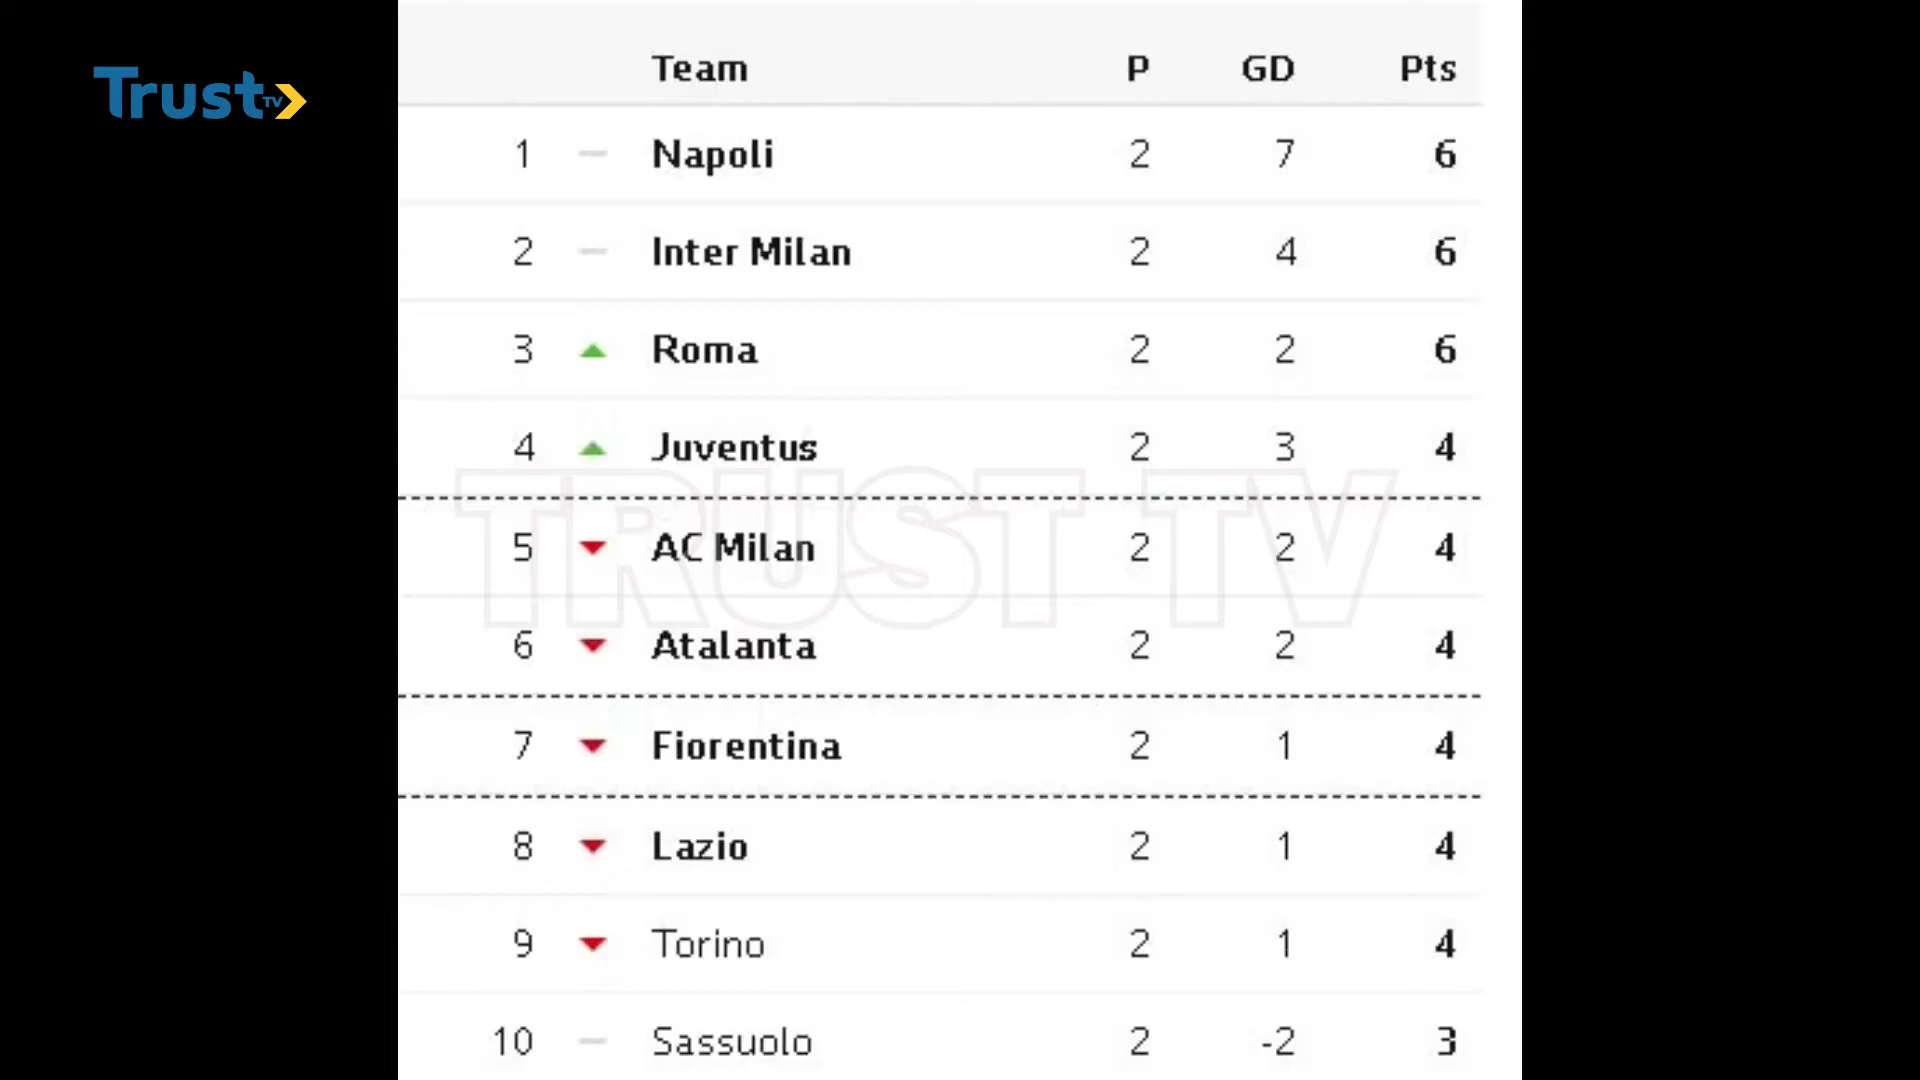 Trust TV
Team P GD Pts
1 Napoli 2 7 6
2 Inter Milan 2 4 6
3 Roma 2 2 6
4 Juventus 2 3 4
TRUST TV
5 AC Milan 2 2 4
6 Atalanta 2 2 4
7 Fiorentina 2 1 4
8 Lazio 2 1 4
9 Torino 2 1 4
10 Sassuolo 2 -2 3